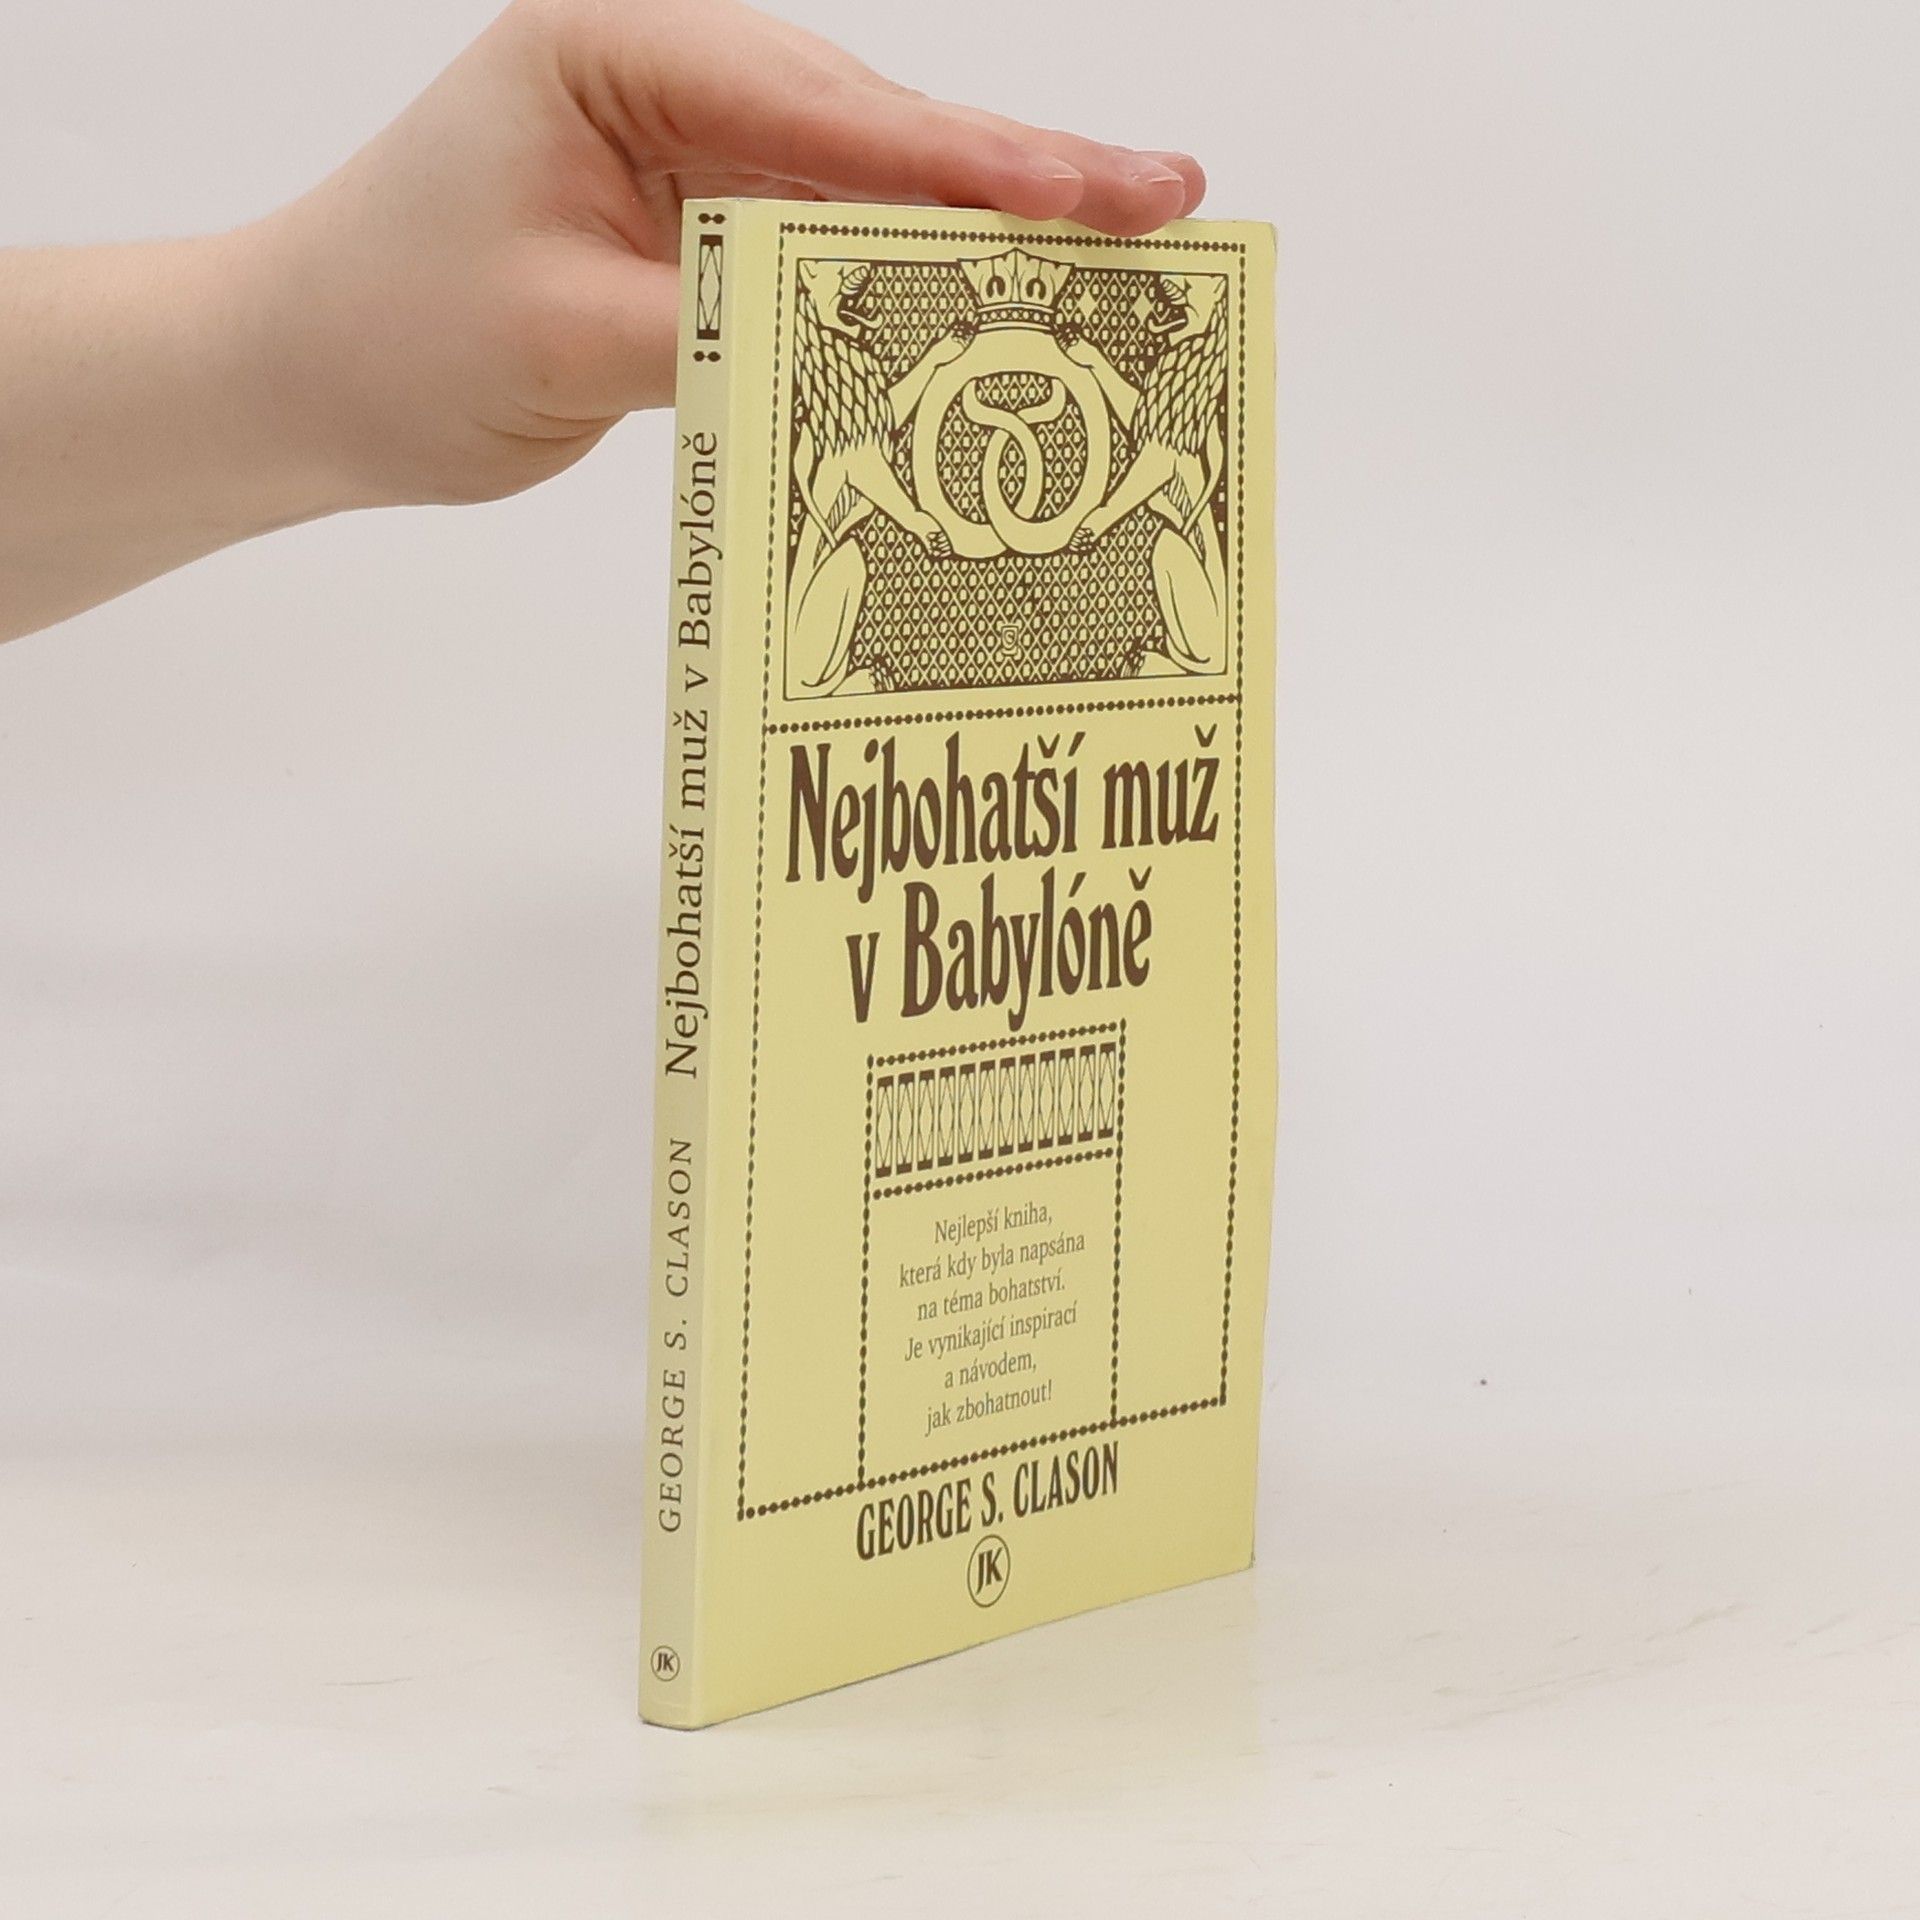 GEORGE S. CLASON Nejbohatší muž v Babylóně
JK
Nejbohatší muž
v Babylóně
Nejlepší kniha,
která kdy byla napsána
na téma bohatství.
Je vynikající inspirací
a návodem,
jak zbohatnout!
GEORGE S. CLASON
JK